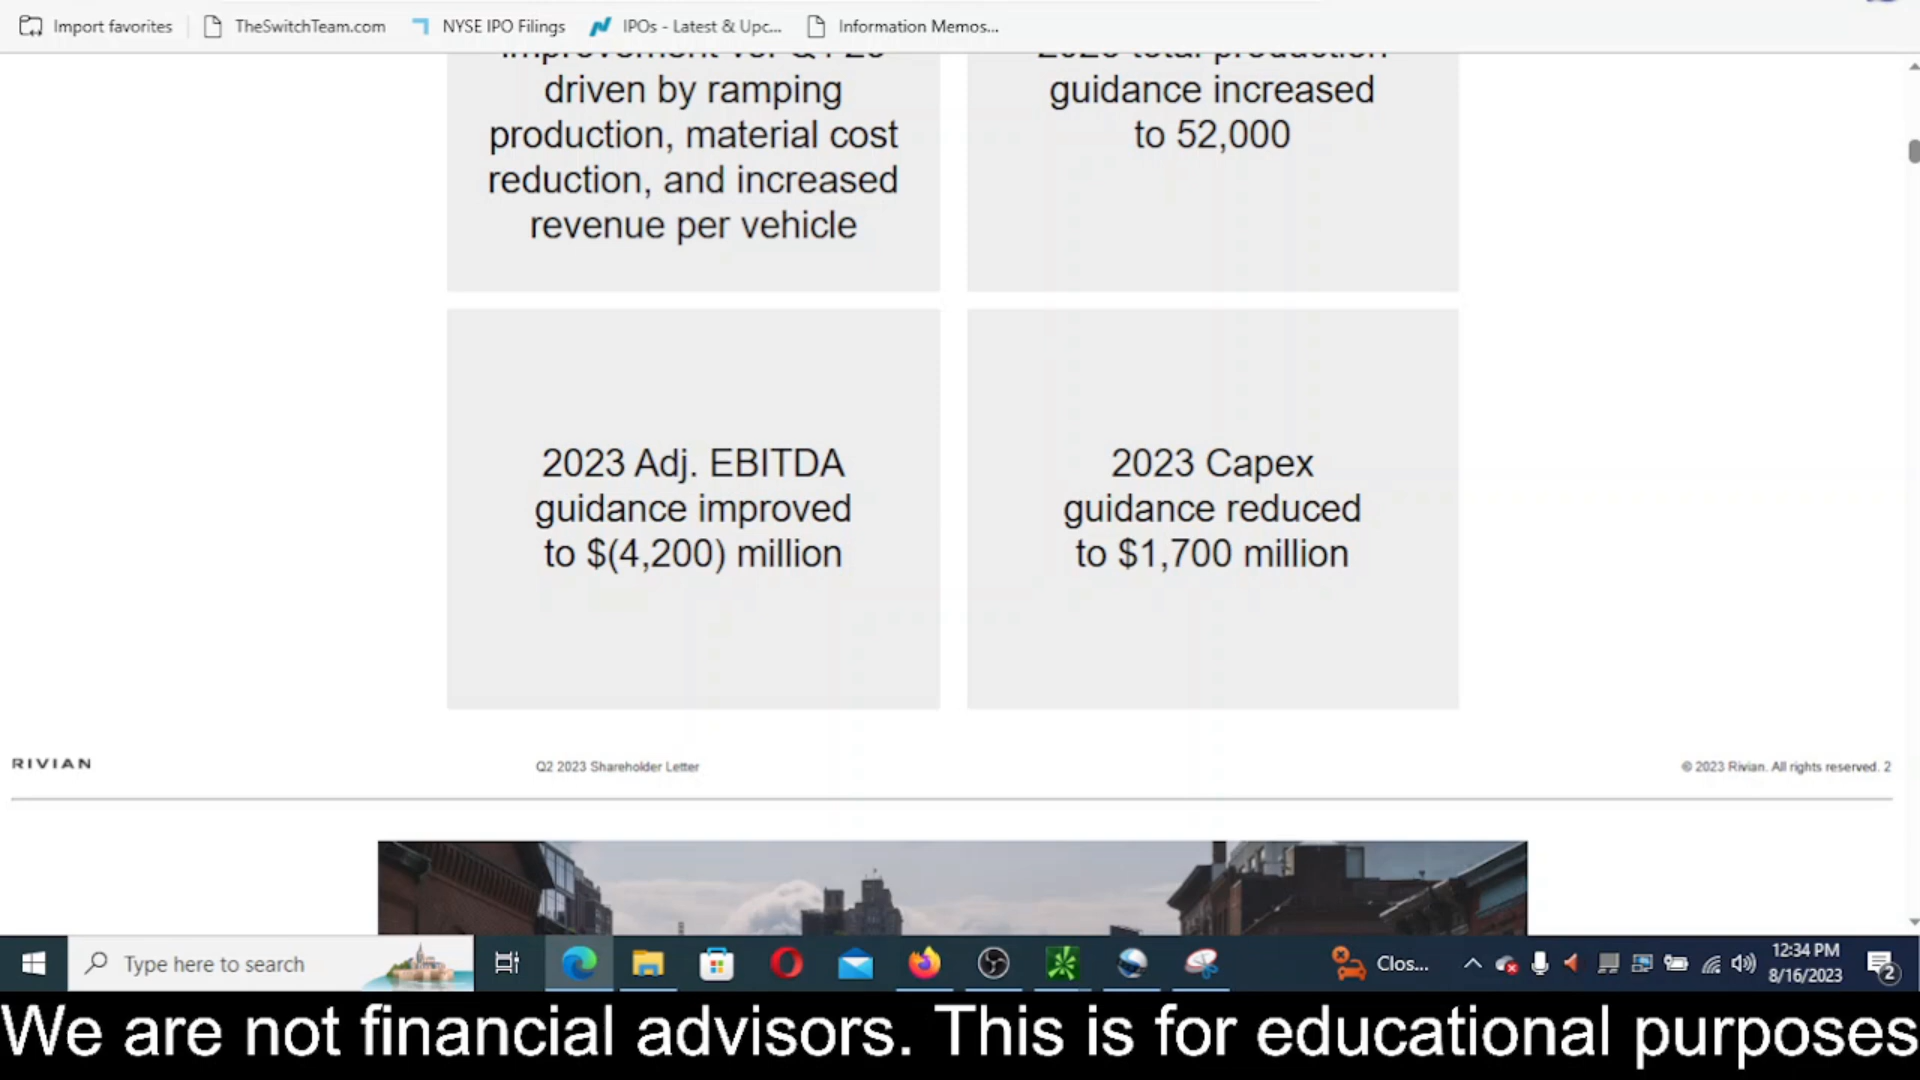 Import favorites
TheSwitchTeam.com
NYSE IPO Filings
IPOs - Latest & Upc...
Information Memos...
driven by ramping
production, material cost
reduction, and increased
revenue per vehicle
guidance increased
to 52,000
2023 Adj. EBITDA
guidance improved
to $(4,200) million
2023 Capex
guidance reduced
to $1,700 million
RIVIAN
Q2 2023 Shareholder Letter
© 2023 Rivian. All rights reserved. 2
Type here to search
Clos...
12:34 PM
8/16/2023
2
We are not financial advisors. This is for educational purposes